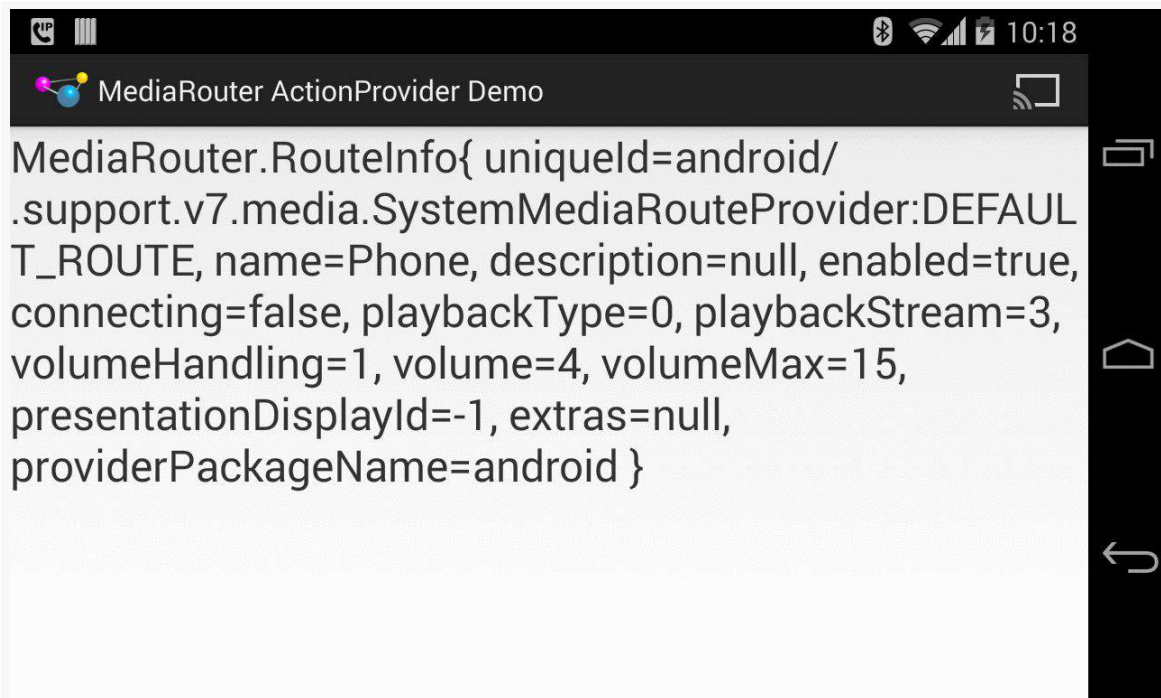 IP
10:18
MediaRouter ActionProvider Demo
MediaRouter.RouteInfo{ uniqueId=android/
.support.v7.media.SystemMediaRouteProvider:DEFAUL
T_ROUTE, name=Phone, description=null, enabled=true,
connecting=false, playbackType=0, playbackStream=3,
volumeHandling=1, volume=4, volumeMax=15,
presentationDisplayId=-1, extras=null,
providerPackageName=android }